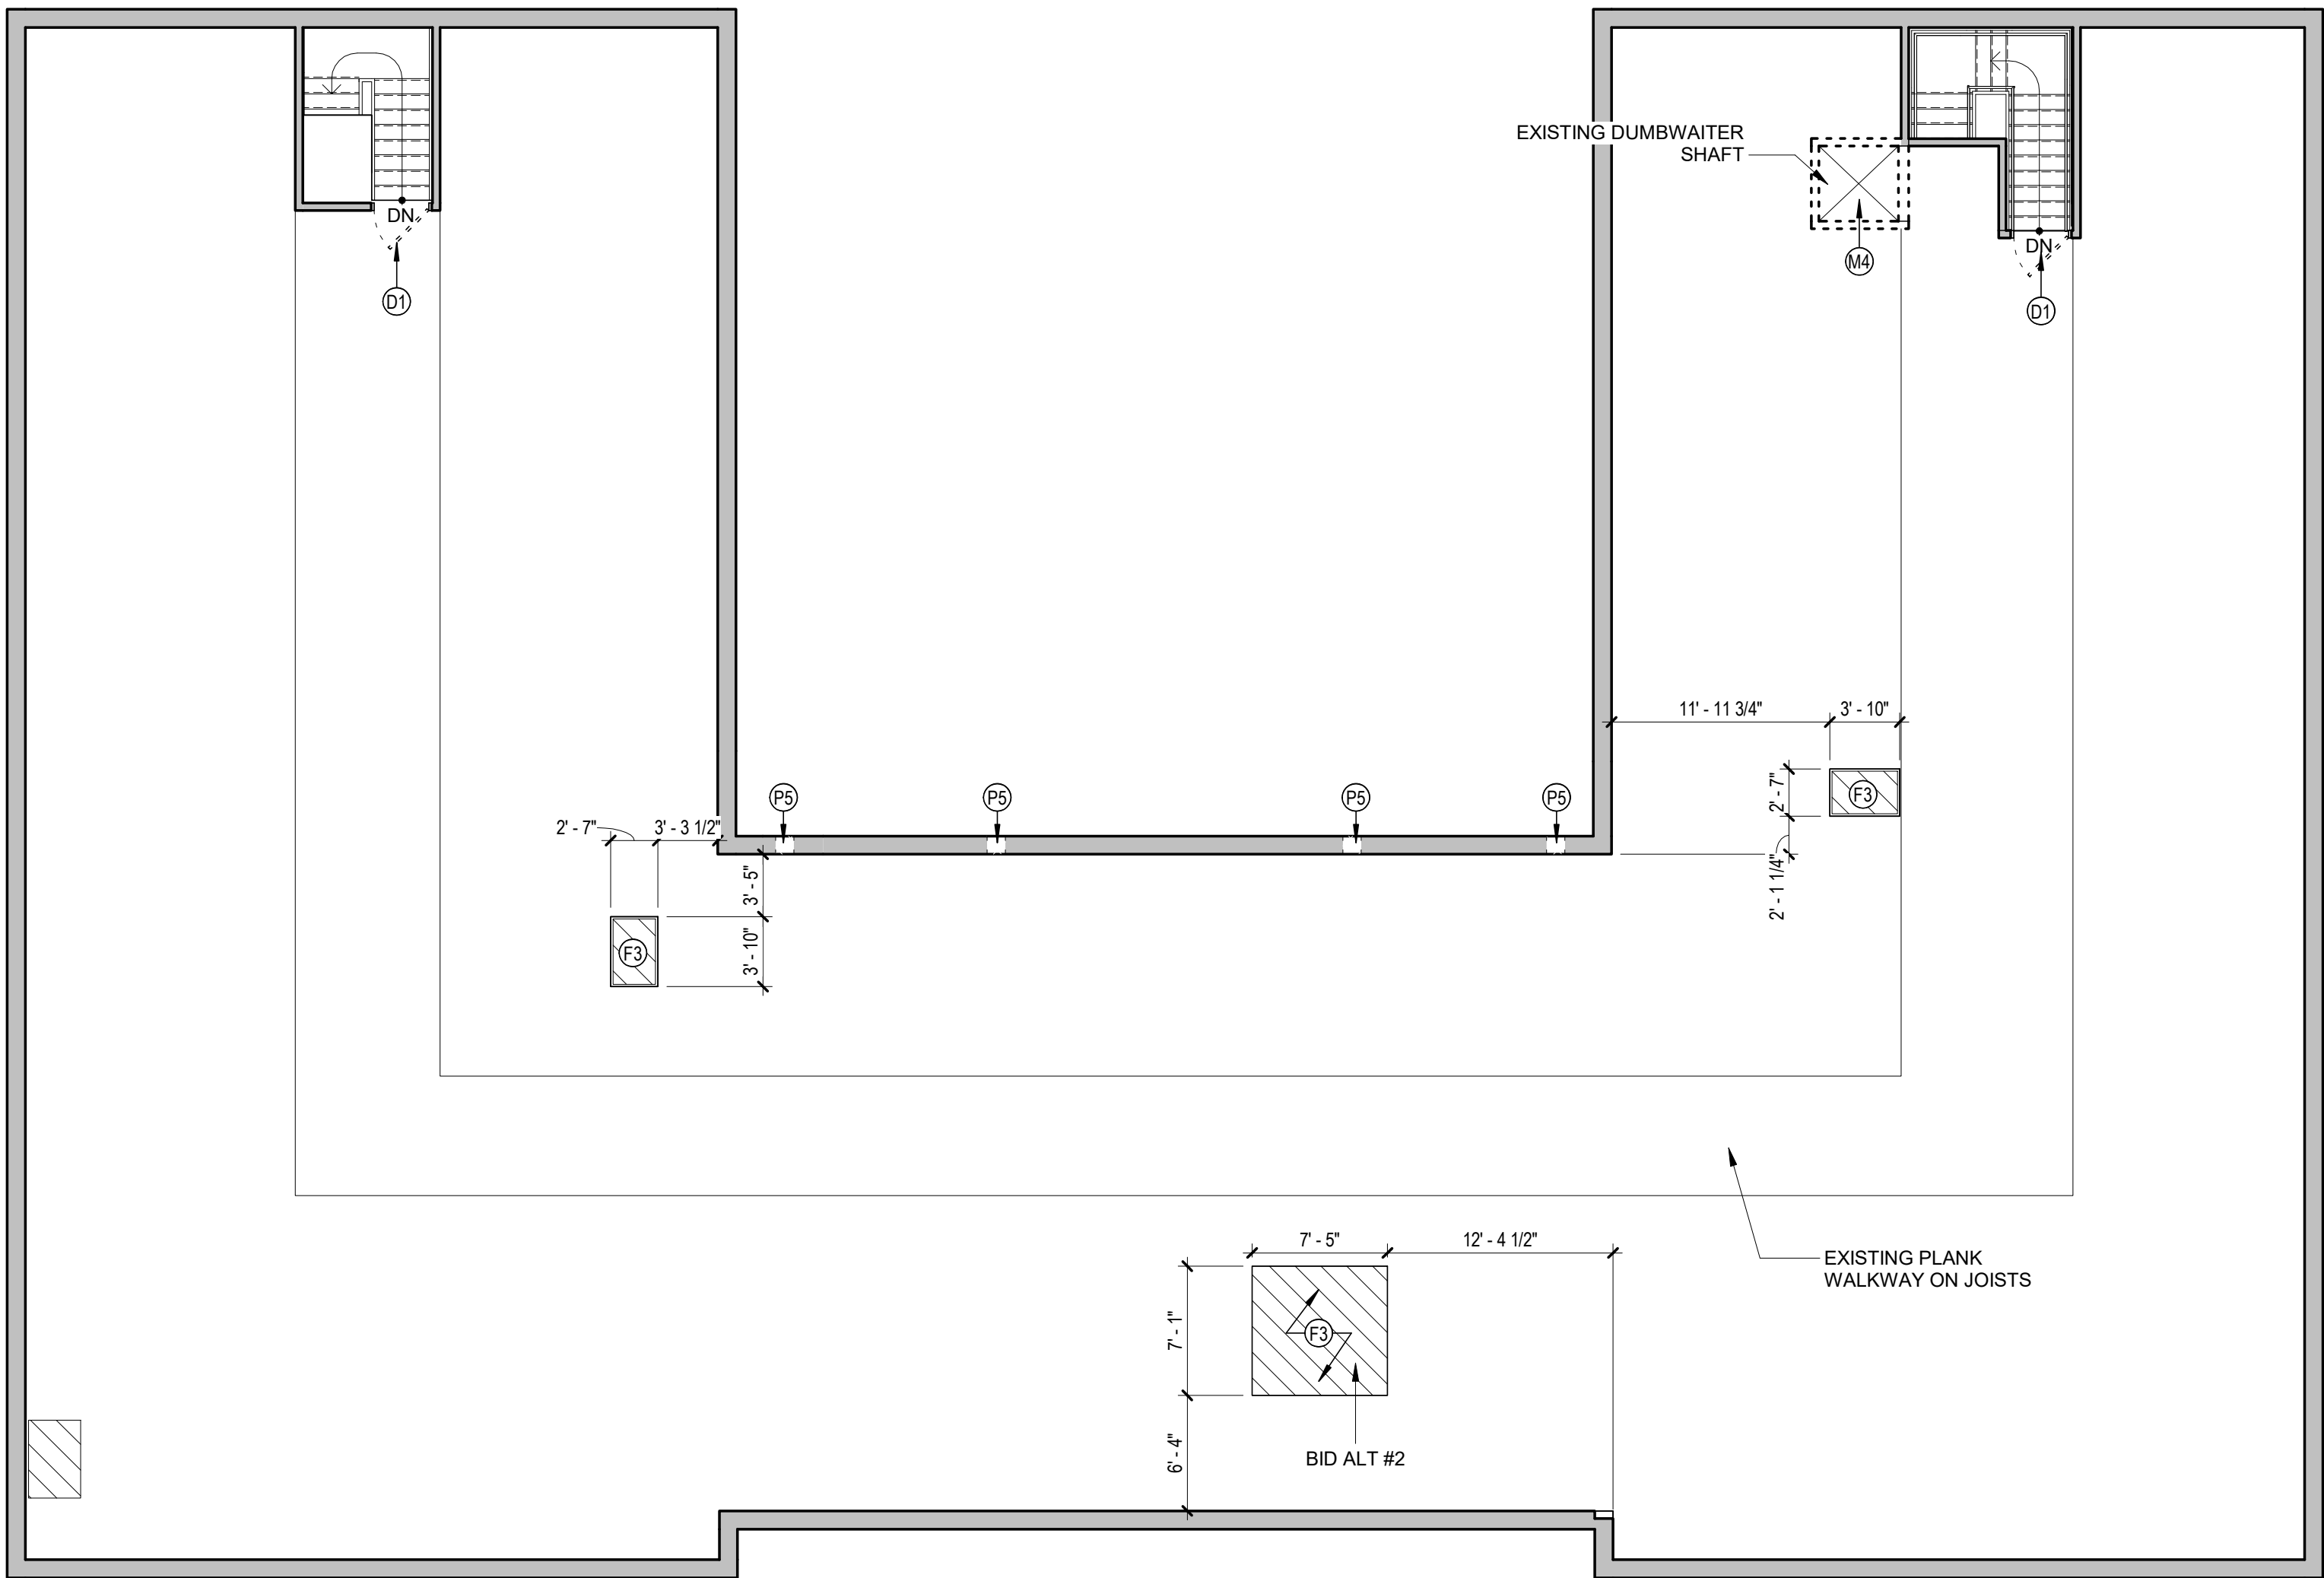 EXISTING DUMBWAITER
SHAFT
DN
DN
D1
M4
D1
11' - 11 3/4"
3' - 10"
2' - 7"
F3
2' - 1 1/4"
P5
P5
P5
P5
2' - 7"
3' - 3 1/2"
3' - 5"
3' - 10"
F3
7' - 5"
12' - 4 1/2"
7' - 1"
F3
6' - 4"
BID ALT #2
EXISTING PLANK
WALKWAY ON JOISTS